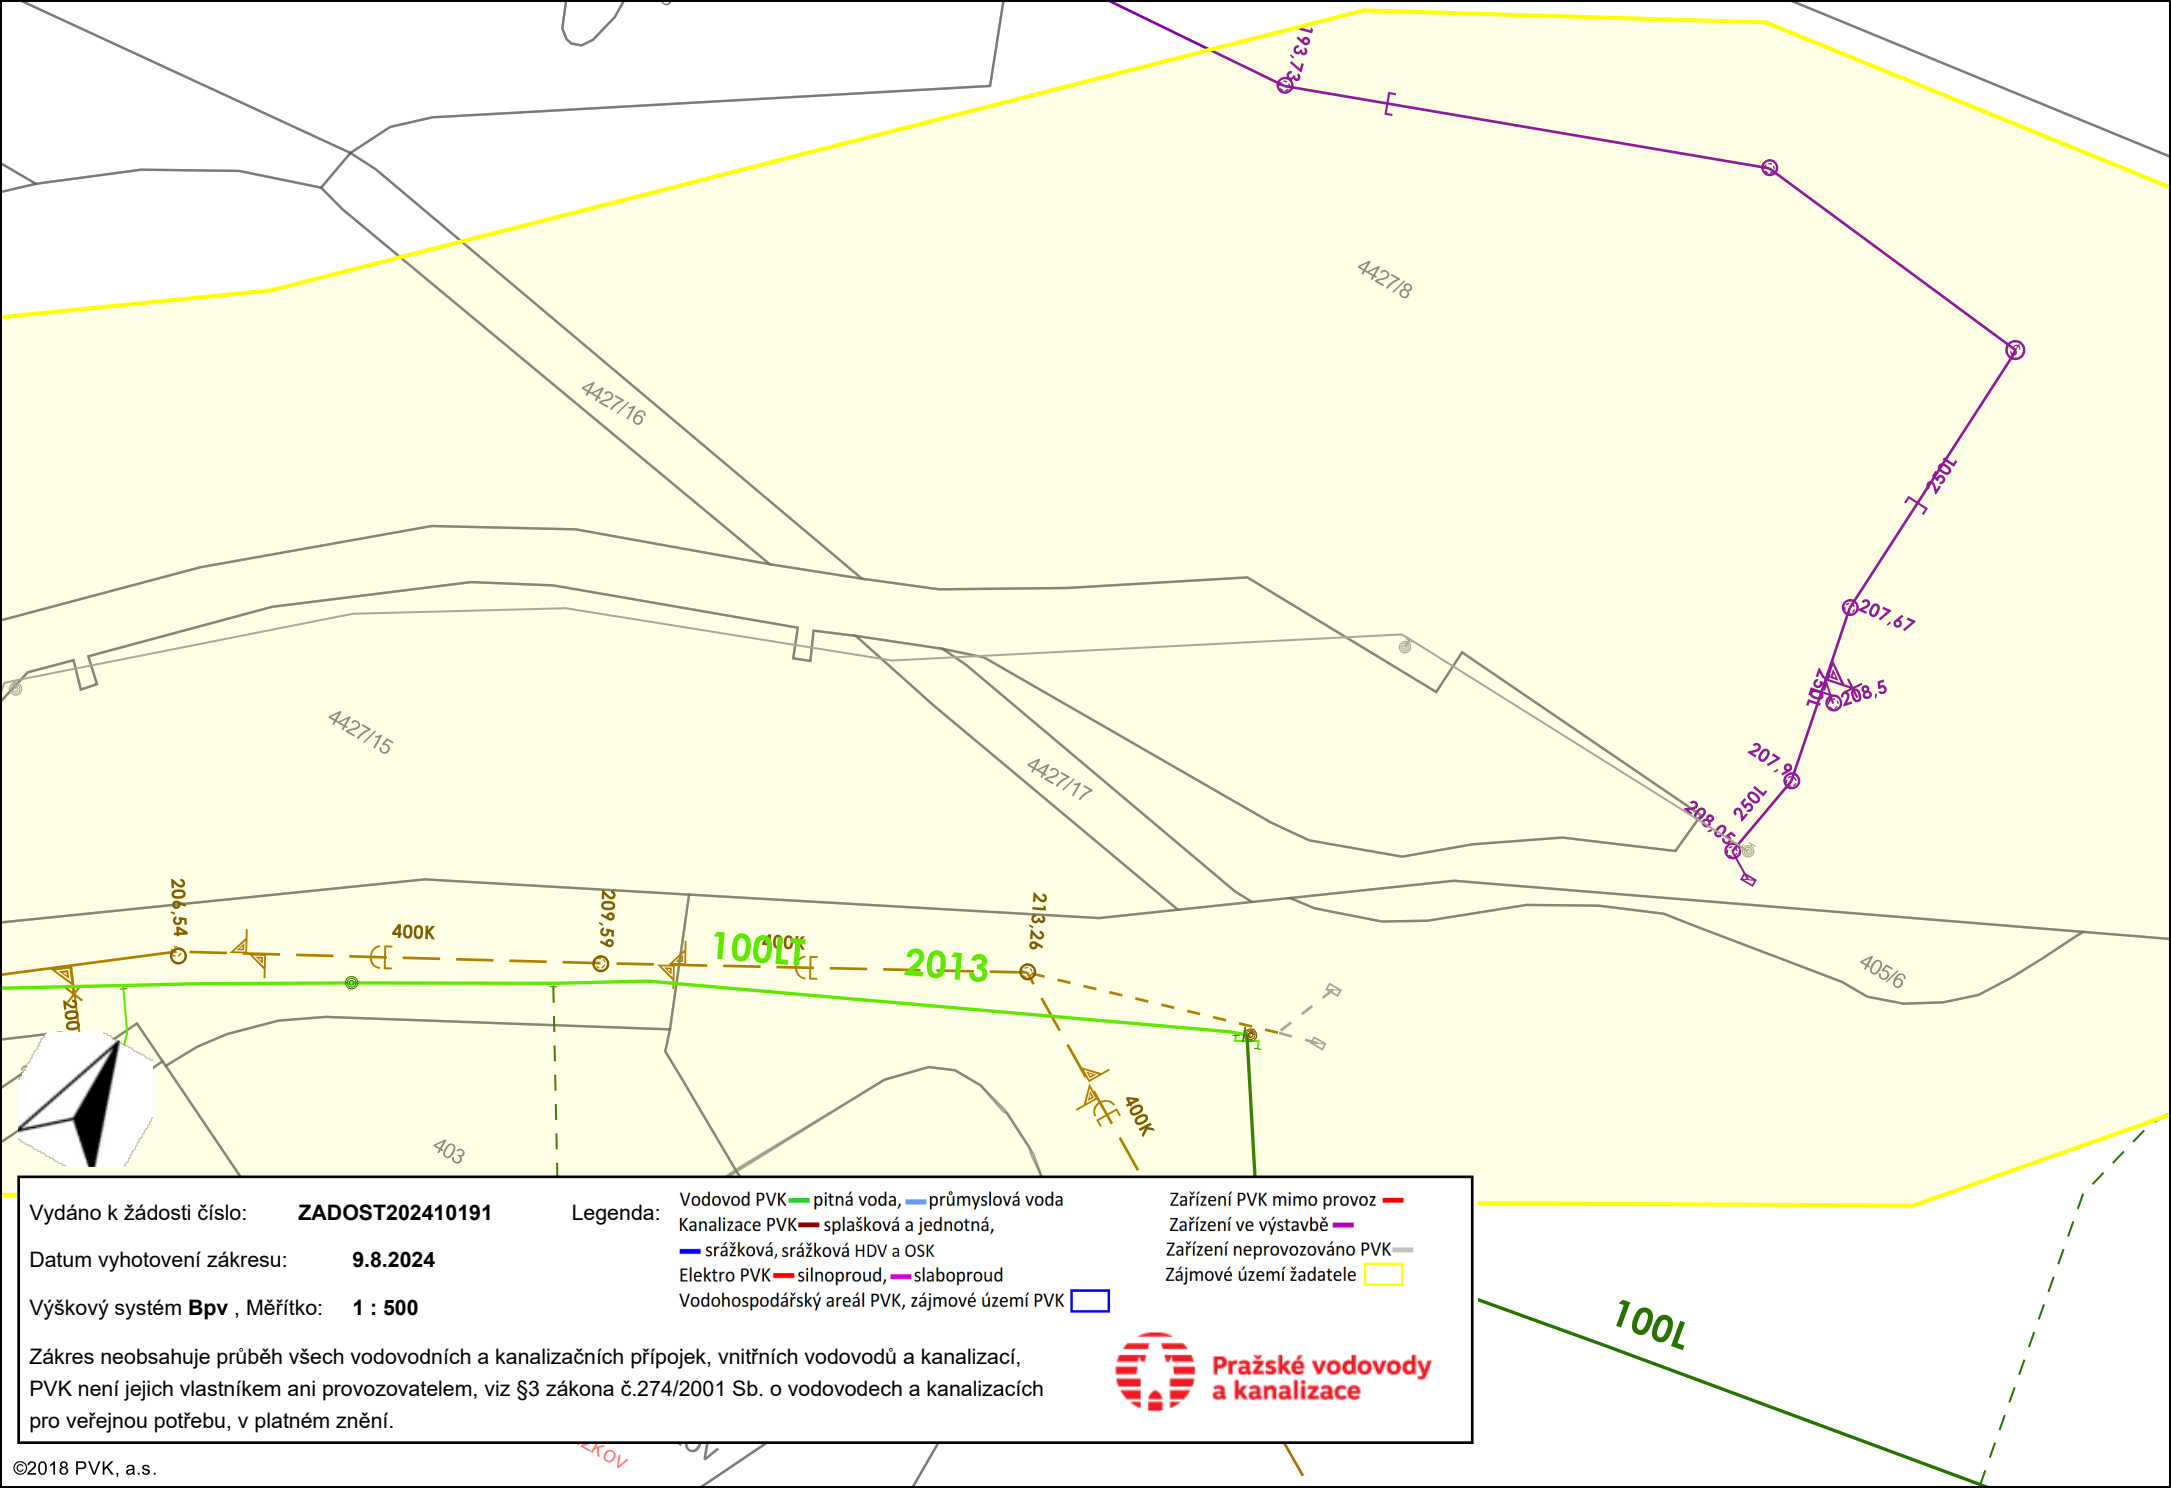 193,73
4427/8
4427/16
250L
207,67
250L
208,5
4427/15
4427/17
207,9
250L
208,05
206,54
400K
209,59
100LT
400K
2013
213,26
405/6
200
400K
403
Vydáno k žádosti číslo: ZADOST202410191
Datum vyhotovení zákresu: 9.8.2024
Výškový systém Bpv , Měřítko: 1 : 500
Legenda:
Vodovod PVK pitná voda, průmyslová voda
Kanalizace PVK splašková a jednotná,
srážková, srážková HDV a OSK
Elektro PVK silnoproud, slaboproud
Vodohospodářský areál PVK, zájmové území PVK
Zařízení PVK mimo provoz
Zařízení ve výstavbě
Zařízení neprovozováno PVK
Zájmové území žadatele
Zákres neobsahuje průběh všech vodovodních a kanalizačních přípojek, vnitřních vodovodů a kanalizací,
PVK není jejich vlastníkem ani provozovatelem, viz §3 zákona č.274/2001 Sb. o vodovodech a kanalizacích
pro veřejnou potřebu, v platném znění.
Pražské vodovody
a kanalizace
100L
©2018 PVK, a.s.